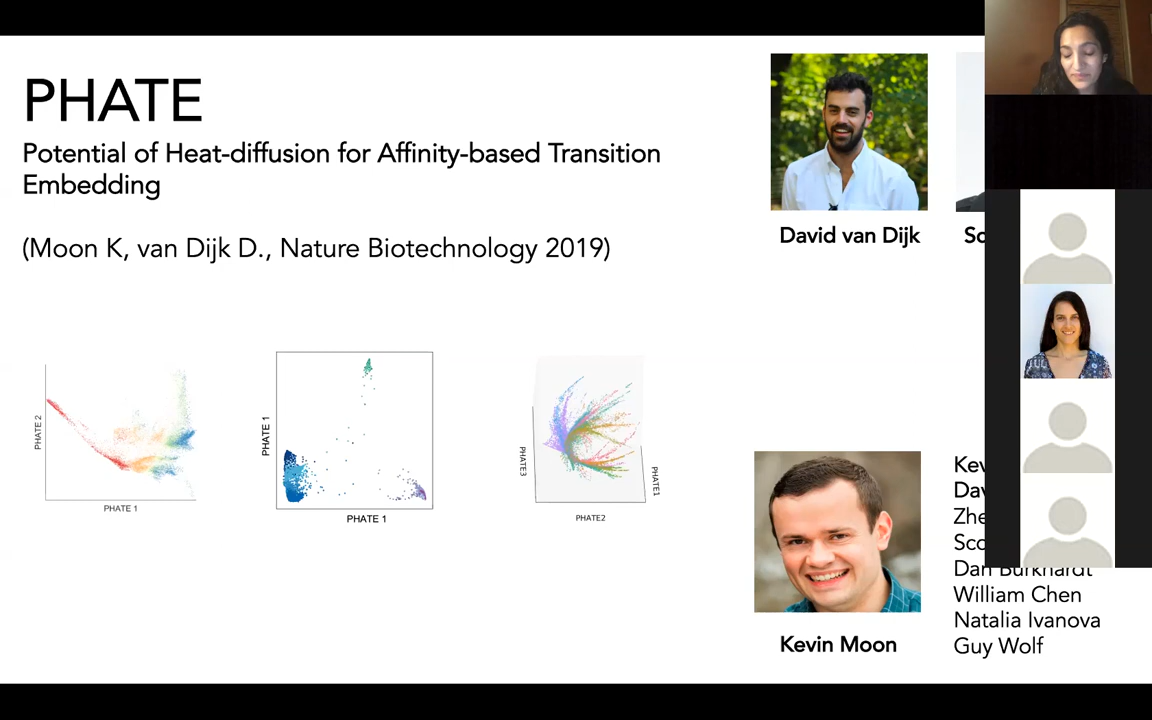 PHATE
Potential of Heat-diffusion for Affinity-based Transition
Embedding
(Moon K, van Dijk D., Nature Biotechnology 2019)
David van Dijk
PHATE 2
PHATE 1
PHATE 1
PHATE 1
PHATE3
PHATE1
PHATE2
Kevin Moon
Dan Burkhardt
William Chen
Natalia Ivanova
Guy Wolf